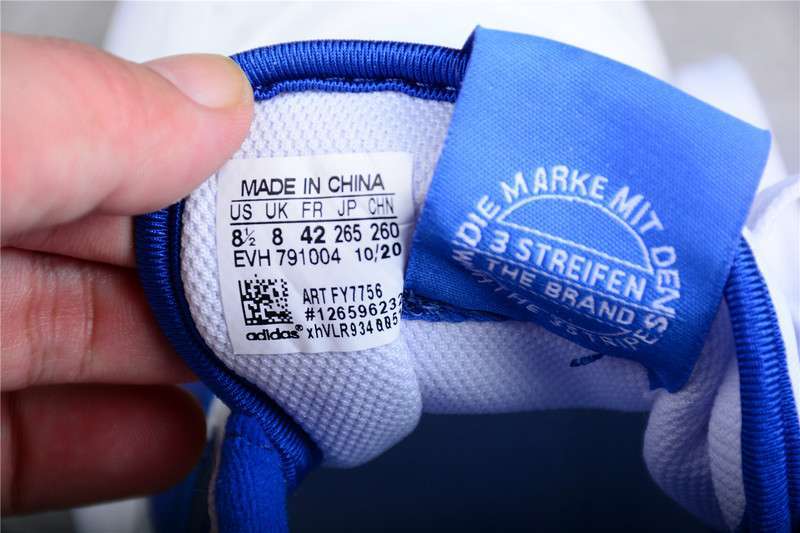 MADE IN CHINA
US UK FR JP CHN
8½ 8 42 265 260
EVH 791004 10/20
ART FY7756
#126596232
adidas® xhVLR934
DIE MARKE MIT DEN
3 STREIFEN
THE BRAND